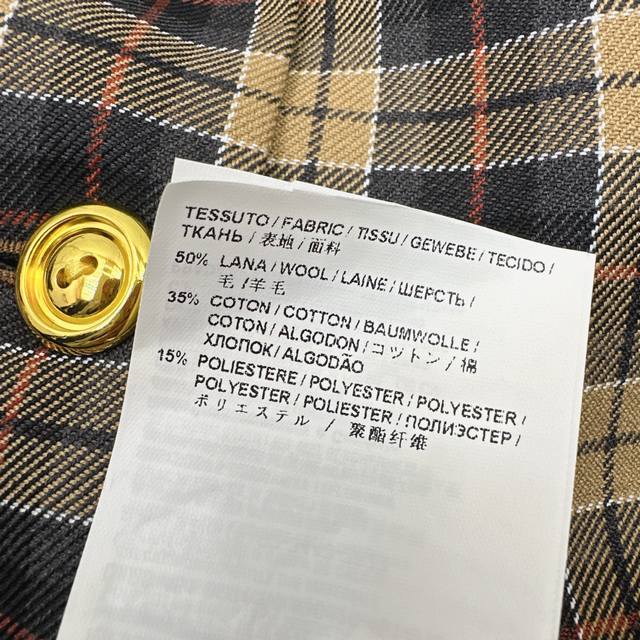 TESSUTO / FABRIC / TISSU / GEWEBE / TECIDO /
ТКАНЬ / 表地 / 面料
50% LANA / WOOL / LAINE / ШЕРСТЬ /
毛 / 羊毛
35% COTON / COTTON / BAUMWOLLE /
COTON / ALGODON / コットン / 棉
ХЛОПОК / ALGODÃO
15% POLIESTERE / POLYESTER / POLYESTER /
POLYESTER / POLIESTER / ПОЛИЭСТЕР /
ポリエステル / 聚酯纤维